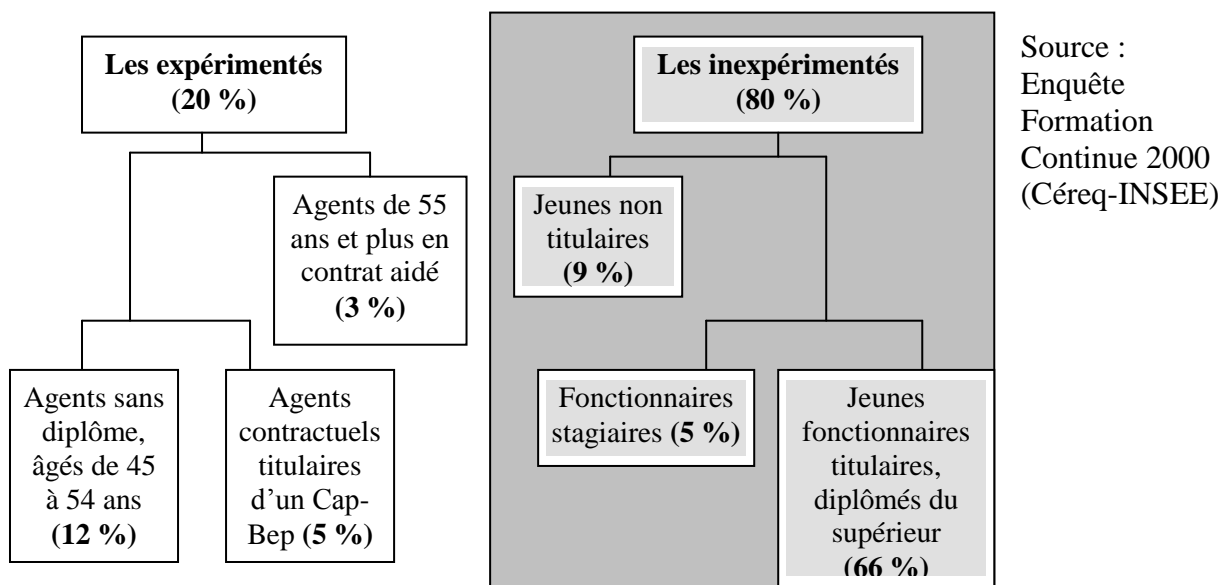 Les expérimentés
(20 %)
Les inexpérimentés
(80 %)
Source :
Enquête
Formation
Continue 2000
(Céreq-INSEE)
Agents de 55
ans et plus en
contrat aidé
(3 %)
Jeunes non
titulaires
(9 %)
Agents sans
diplôme,
âgés de 45
à 54 ans
(12 %)
Agents
contractuels
titulaires
d’un Cap-
Bep (5 %)
Fonctionnaires
stagiaires (5 %)
Jeunes
fonctionnaires
titulaires,
diplômés du
supérieur
(66 %)